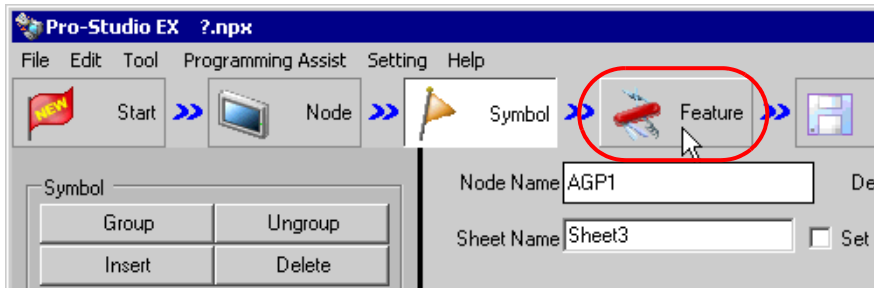 Pro-Studio EX ?.npx
File Edit Tool Programming Assist Setting Help
NEW Start Node Symbol Feature
Symbol
Node Name AGP1 De
Group Ungroup
Sheet Name Sheet3 Set
Insert Delete